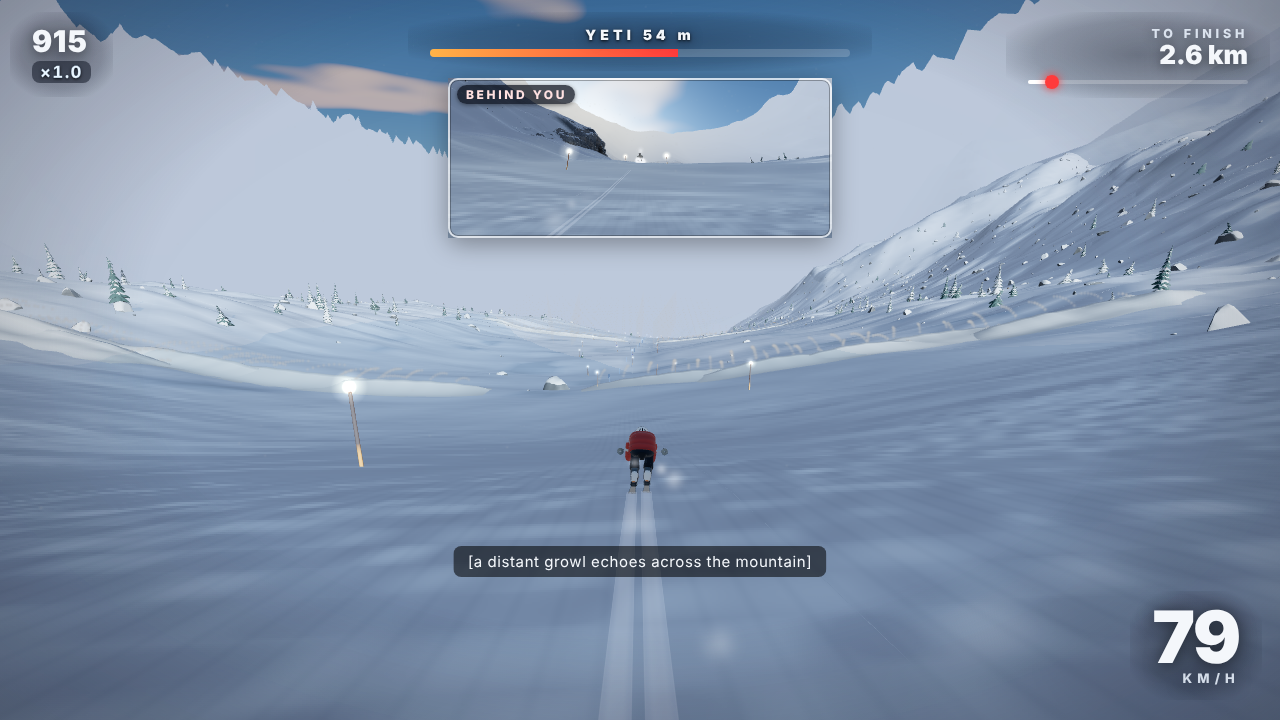 915
×1.0
YETI 54 m
BEHIND YOU
TO FINISH
2.6 km
[a distant growl echoes across the mountain]
79
KM/H